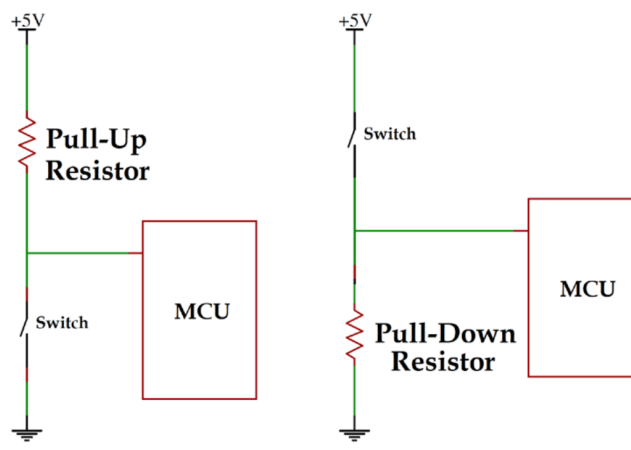 +5V
Pull-Up
Resistor
MCU
Switch
+5V
Switch
MCU
Pull-Down
Resistor